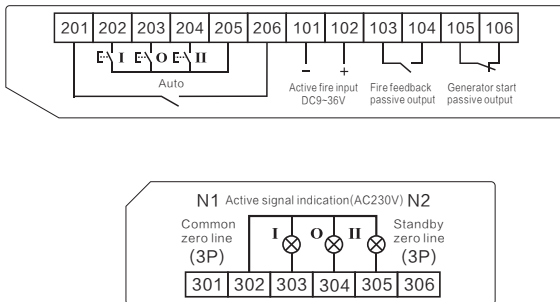 201 202 203 204 205 206 101 102 103 104 105 106
I O II
Auto
- +
Active fire input
DC9~36V
Fire feedback
passive output
Generator start
passive output
N1 Active signal indication(AC230V) N2
Common
zero line
(3P)
I O II
Standby
zero line
(3P)
301 302 303 304 305 306